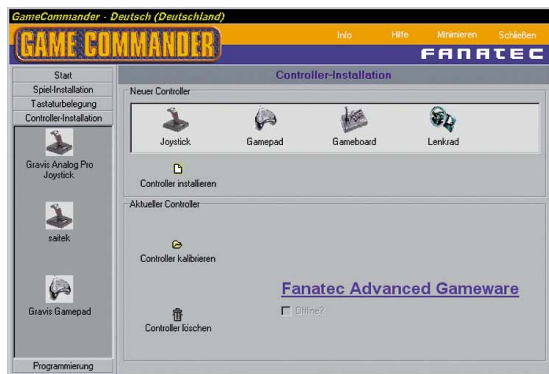 GameCommander - Deutsch (Deutschland)
GAME COMMANDER
Info Hilfe Minimieren Schließen
FANATEC
Start
Spiel-Installation
Tastaturbelegung
Controller-Installation
Gravis Analog Pro
Joystick
saitek
Gravis Gamepad
Programmierung
Controller-Installation
Neuer Controller
Joystick Gamepad Gameboard Lenkrad
Controller installieren
Aktueller Controller
Controller kalibrieren
Fanatec Advanced Gameware
Offline?
Controller löschen